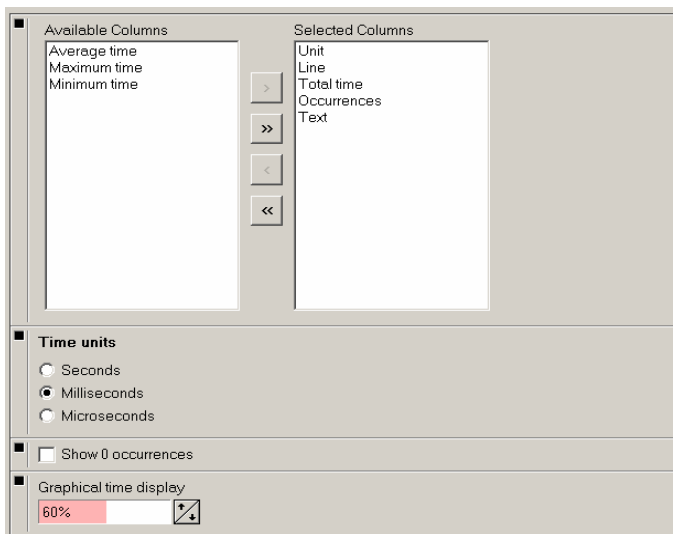 Available Columns
Selected Columns
Average time
Maximum time
Minimum time
>
>>
<
<<
Unit
Line
Total time
Occurrences
Text
Time units
Seconds
Milliseconds
Microseconds
Show 0 occurrences
Graphical time display
60%